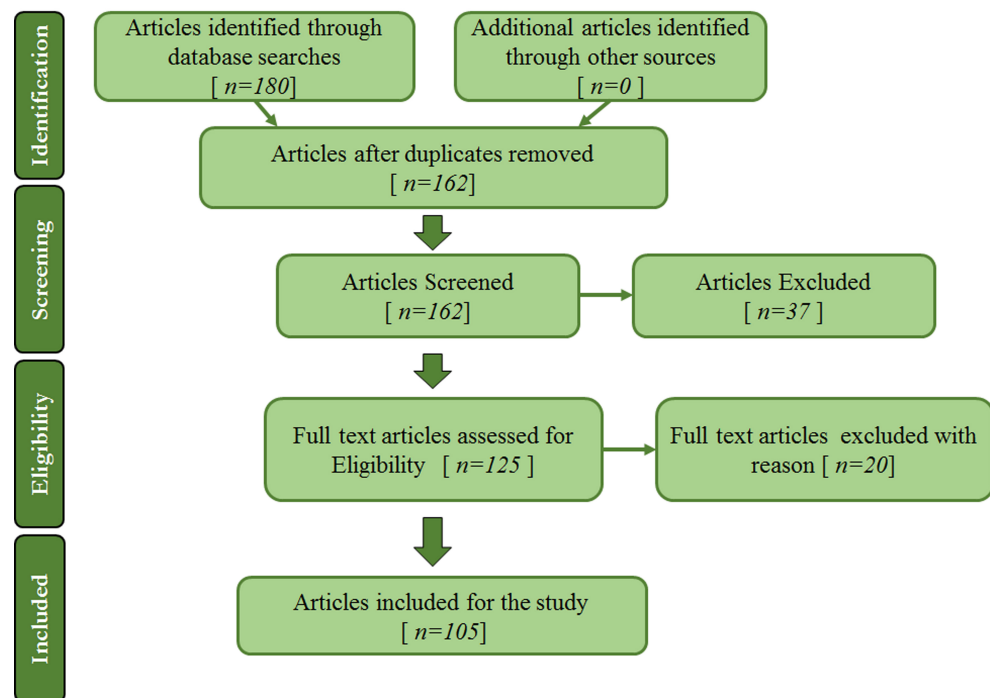 Identification
Articles identified through
database searches
[ n=180]
Additional articles identified
through other sources
[ n=0 ]
Articles after duplicates removed
[ n=162]
Screening
Articles Screened
[ n=162]
Articles Excluded
[ n=37 ]
Eligibility
Full text articles assessed for
Eligibility [ n=125 ]
Full text articles excluded with
reason [ n=20]
Included
Articles included for the study
[ n=105]